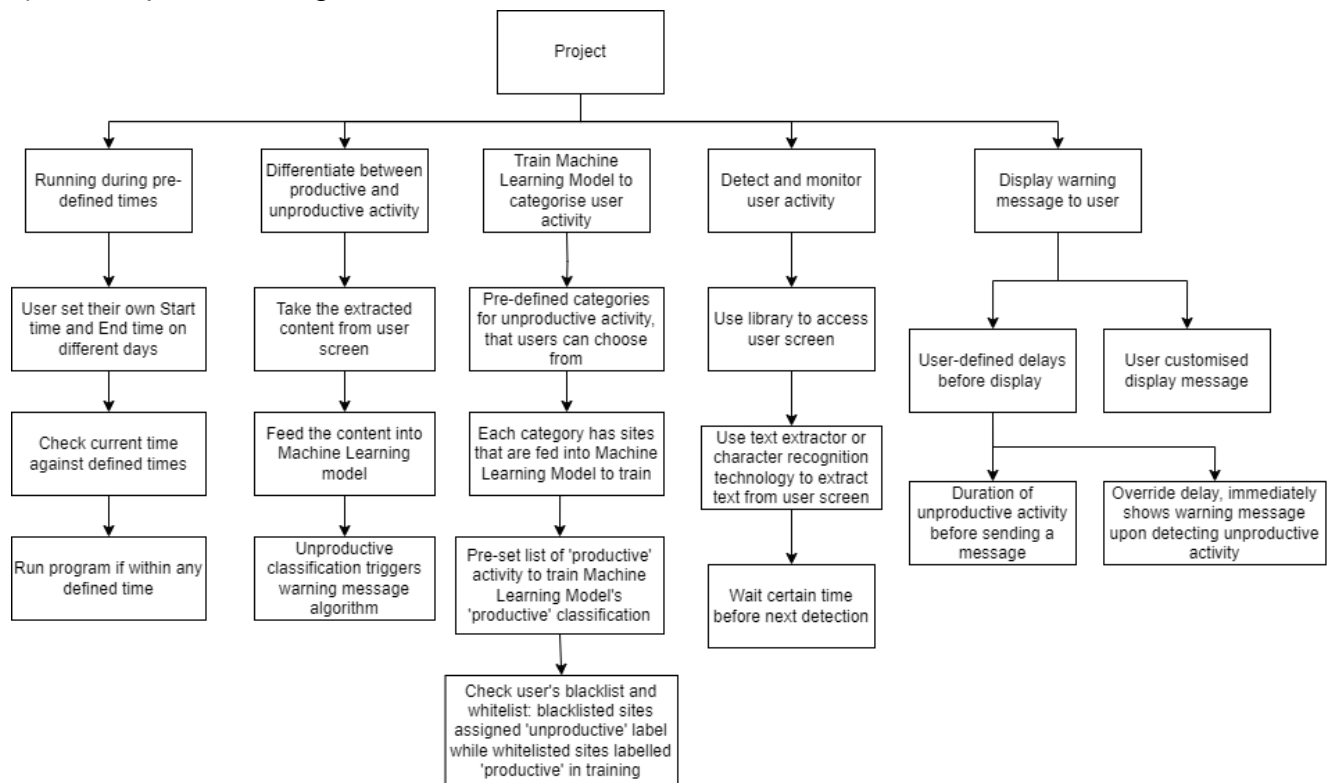 Project
Running during pre-
defined times
Differentiate between
productive and
unproductive activity
Train Machine
Learning Model to
categorise user
activity
Detect and monitor
user activity
Display warning
message to user
User set their own Start
time and End time on
different days
Take the extracted
content from user
screen
Pre-defined categories
for unproductive activity,
that users can choose
from
Use library to access
user screen
User-defined delays
before display
User customised
display message
Check current time
against defined times
Feed the content into
Machine Learning
model
Each category has sites
that are fed into Machine
Learning Model to train
Use text extractor or
character recognition
technology to extract
text from user screen
Duration of
unproductive activity
before sending a
message
Override delay, immediately
shows warning message
upon detecting unproductive
activity
Run program if within any
defined time
Unproductive
classification triggers
warning message
algorithm
Pre-set list of 'productive'
activity to train Machine
Learning Model's
'productive' classification
Wait certain time
before next detection
Check user's blacklist and
whitelist: blacklisted sites
assigned 'unproductive' label
while whitelisted sites labelled
'productive' in training